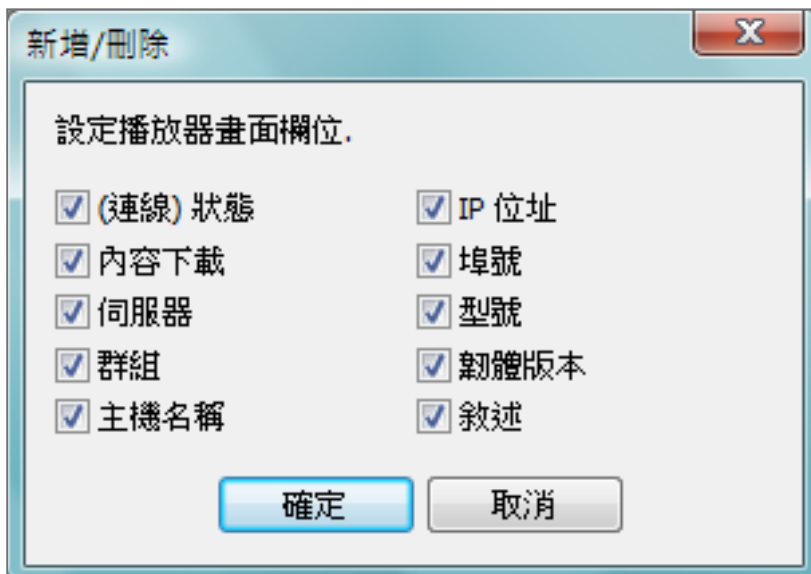 新增/刪除
設定播放器畫面欄位.
(連線) 狀態
IP 位址
內容下載
埠號
伺服器
型號
群組
韌體版本
主機名稱
敘述
確定
取消